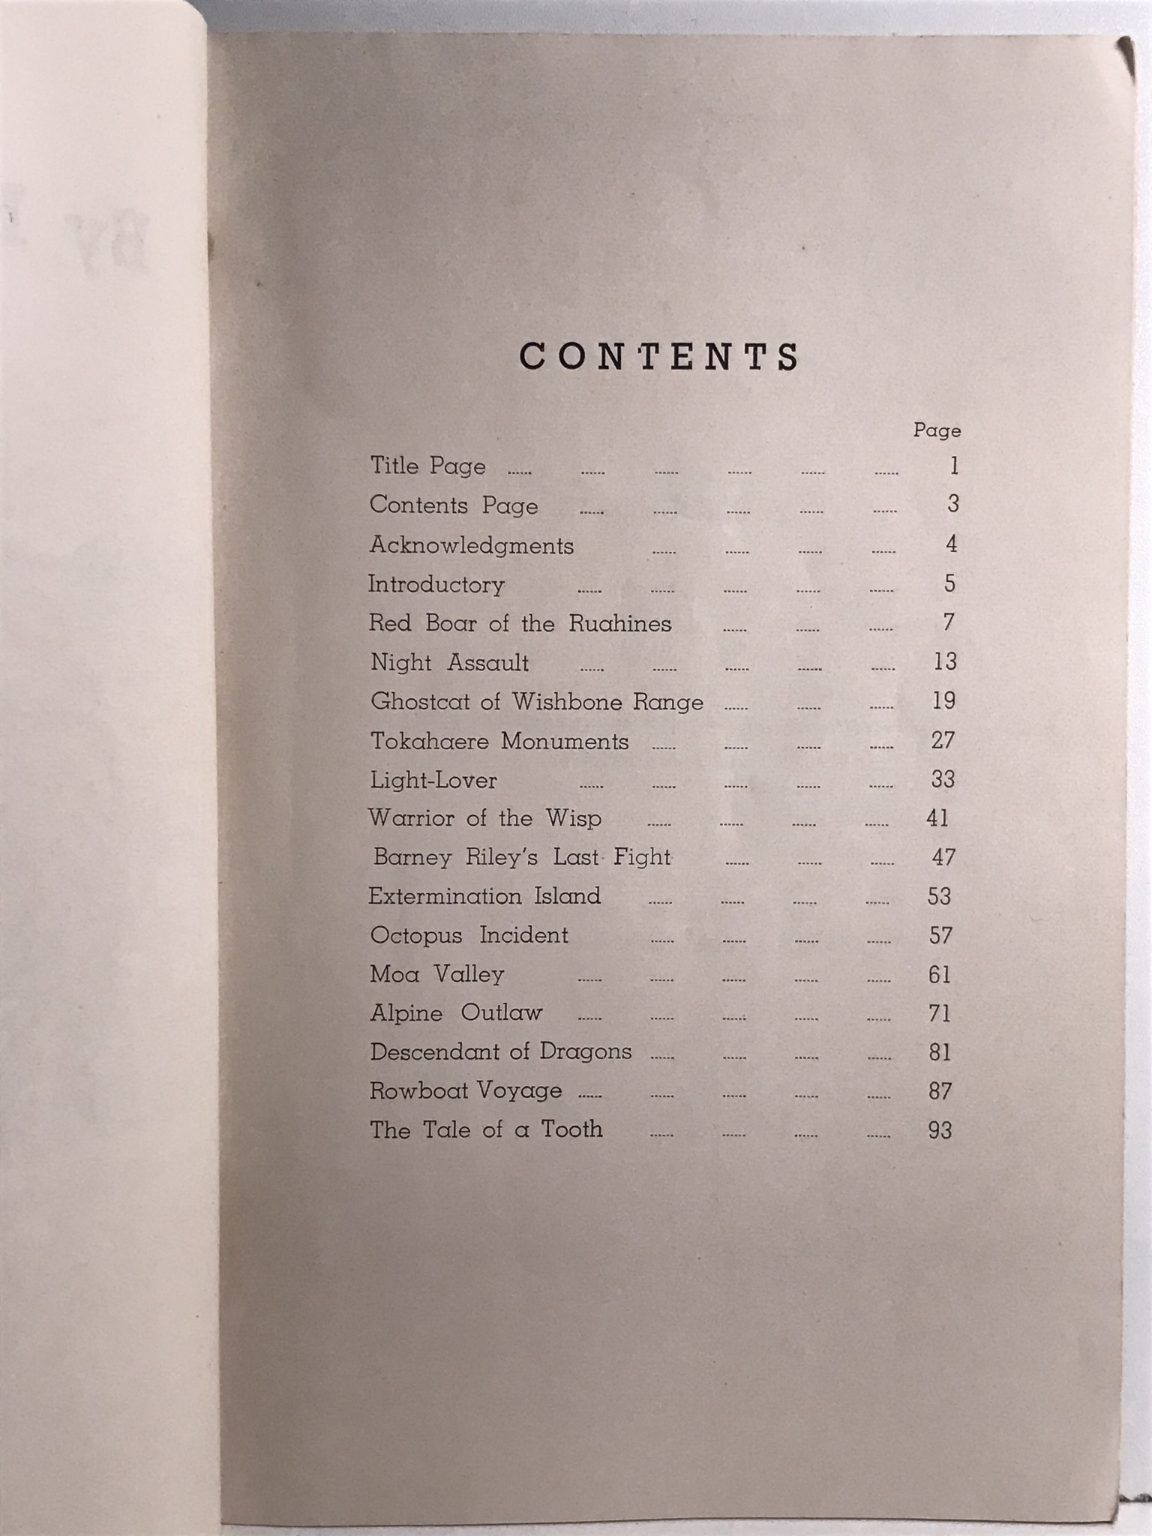 By
CONTENTS
Page
Title Page ...... ...... ...... ...... ...... ...... 1
Contents Page ...... ...... ...... ...... ...... 3
Acknowledgments ...... ...... ...... ...... 4
Introductory ...... ...... ...... ...... ...... 5
Red Boar of the Ruahines ...... ...... ...... 7
Night Assault ...... ...... ...... ...... ...... 13
Ghostcat of Wishbone Range ...... ...... ...... 19
Tokahaere Monuments ...... ...... ...... ...... 27
Light-Lover ...... ...... ...... ...... ...... 33
Warrior of the Wisp ...... ...... ...... ...... 41
Barney Riley's Last Fight ...... ...... ...... 47
Extermination Island ...... ...... ...... ...... 53
Octopus Incident ...... ...... ...... ...... 57
Moa Valley ...... ...... ...... ...... ...... 61
Alpine Outlaw ...... ...... ...... ...... ...... 71
Descendant of Dragons ...... ...... ...... ...... 81
Rowboat Voyage ...... ...... ...... ...... ...... 87
The Tale of a Tooth ...... ...... ...... ...... 93